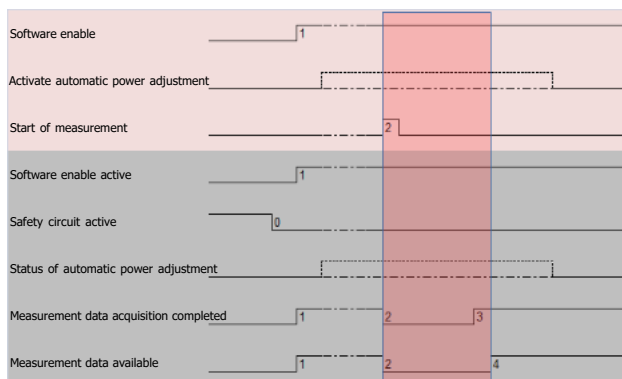 Software enable 1
Activate automatic power adjustment
Start of measurement 2
Software enable active 1
Safety circuit active 0
Status of automatic power adjustment
Measurement data acquisition completed 1 2 3
Measurement data available 1 2 4